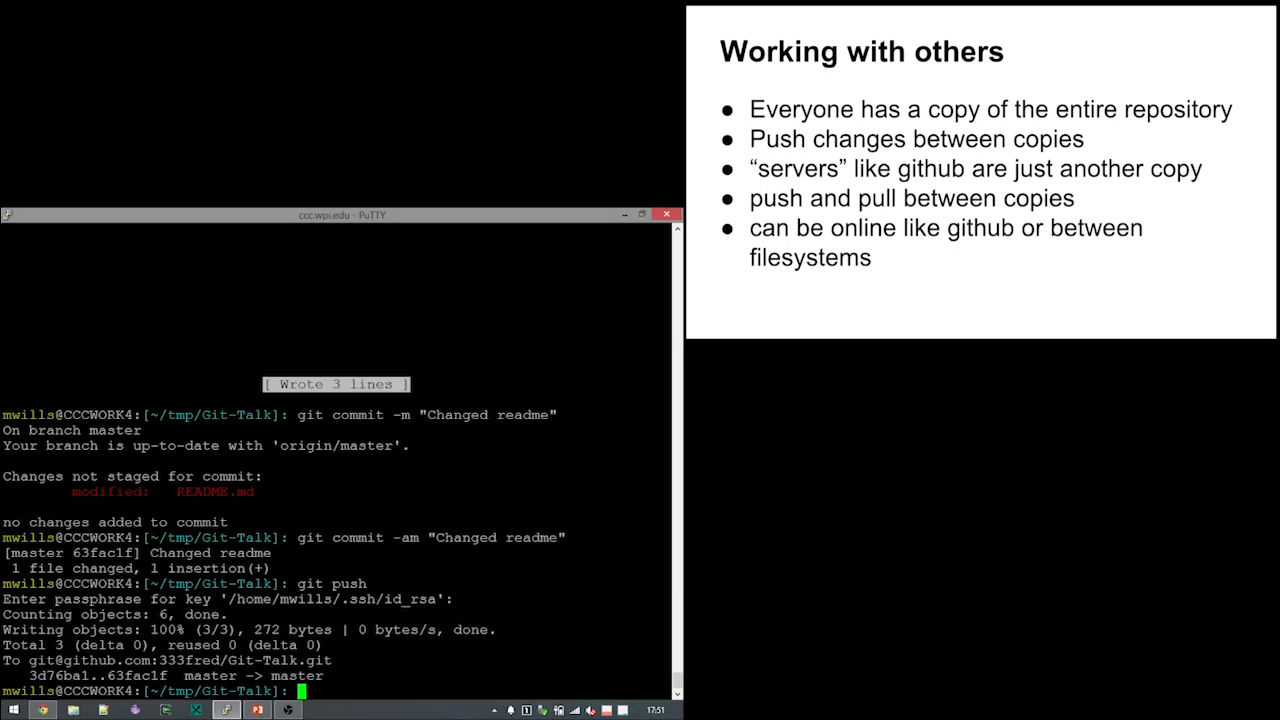 Working with others
● Everyone has a copy of the entire repository
● Push changes between copies
● “servers” like github are just another copy
● push and pull between copies
● can be online like github or between
filesystems
ccc.wpi.edu - PuTTY
[ Wrote 3 lines ]
mwills@CCCWORK4:[~/tmp/Git-Talk]: git commit -m "Changed readme"
On branch master
Your branch is up-to-date with 'origin/master'.
Changes not staged for commit:
modified:   README.md
no changes added to commit
mwills@CCCWORK4:[~/tmp/Git-Talk]: git commit -am "Changed readme"
[master 63fac1f] Changed readme
1 file changed, 1 insertion(+)
mwills@CCCWORK4:[~/tmp/Git-Talk]: git push
Enter passphrase for key '/home/mwills/.ssh/id_rsa':
Counting objects: 6, done.
Writing objects: 100% (3/3), 272 bytes | 0 bytes/s, done.
Total 3 (delta 0), reused 0 (delta 0)
To git@github.com:333fred/Git-Talk.git
3d76ba1..63fac1f  master -> master
mwills@CCCWORK4:[~/tmp/Git-Talk]:
17:51